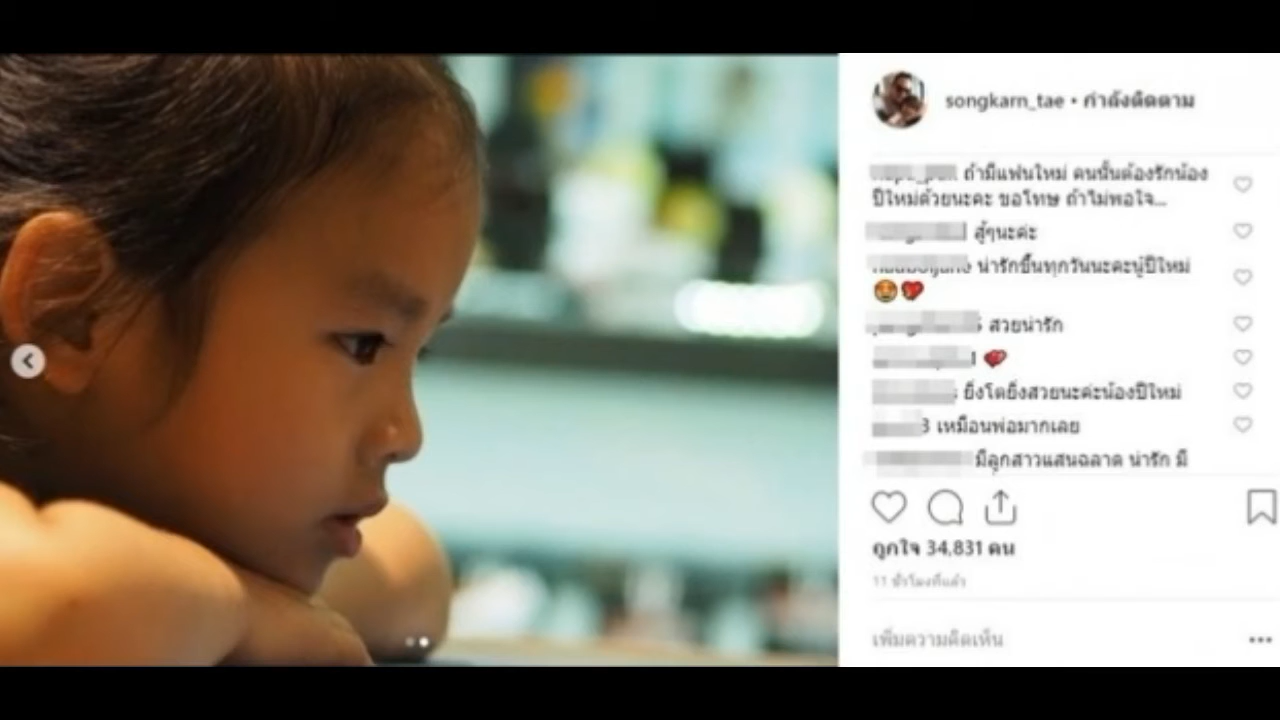 songkarn_tae • กำลังติดตาม
ถ้ามีแฟนใหม่ คนนั้นต้องรักน้อง
ปีใหม่ด้วยนะคะ ขอโทษ ถ้าไม่พอใจ...
สู้ๆนะค่ะ
น่ารักขึ้นทุกวันนะคะนู๋ปีใหม่
สวยน่ารัก
ยิ่งโตยิ่งสวยนะค่ะน้องปีใหม่
3 เหมือนพ่อมากเลย
มีลูกสาวแสนฉลาด น่ารัก มี
ถูกใจ 34,831 คน
11 ชั่วโมงที่แล้ว
เพิ่มความคิดเห็น